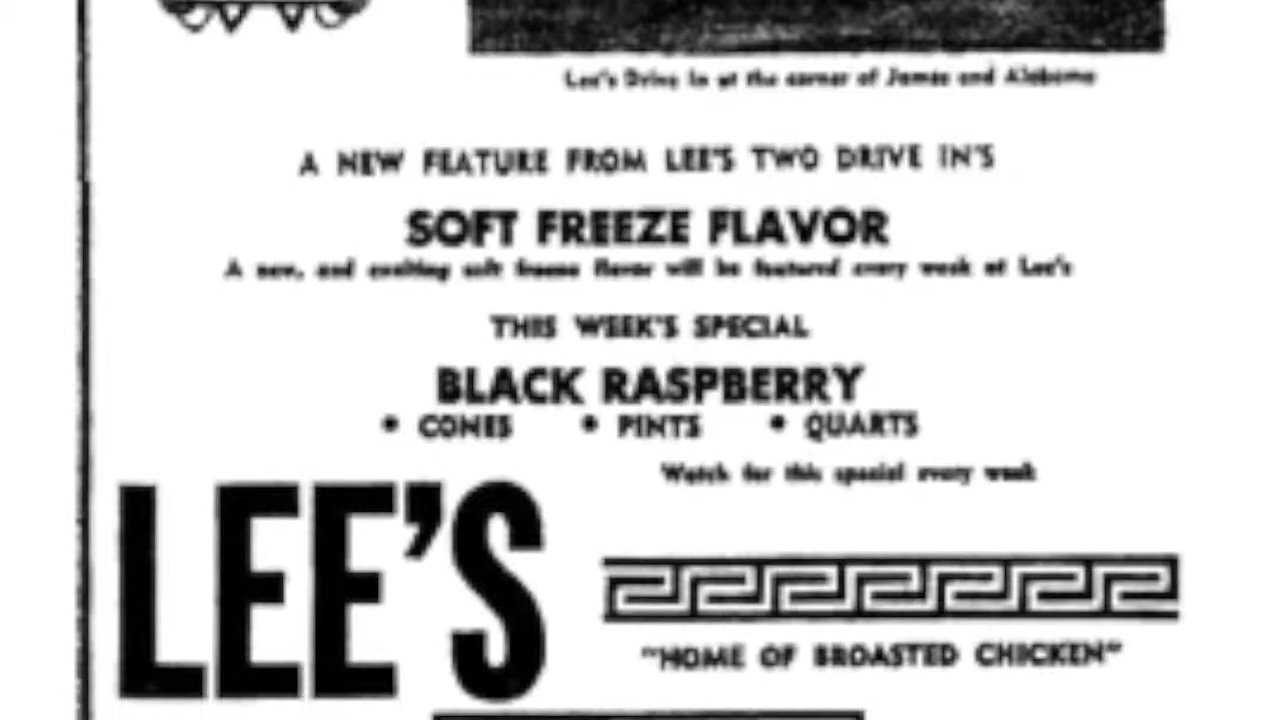 Lee's Drive In at the corner of James and Alabama
A NEW FEATURE FROM LEE'S TWO DRIVE IN'S
SOFT FREEZE FLAVOR
A new, and exciting soft freeze flavor will be featured every week at Lee's
THIS WEEK'S SPECIAL
BLACK RASPBERRY
• CONES • PINTS • QUARTS
Watch for this special every week
LEE'S
"HOME OF BROASTED CHICKEN"